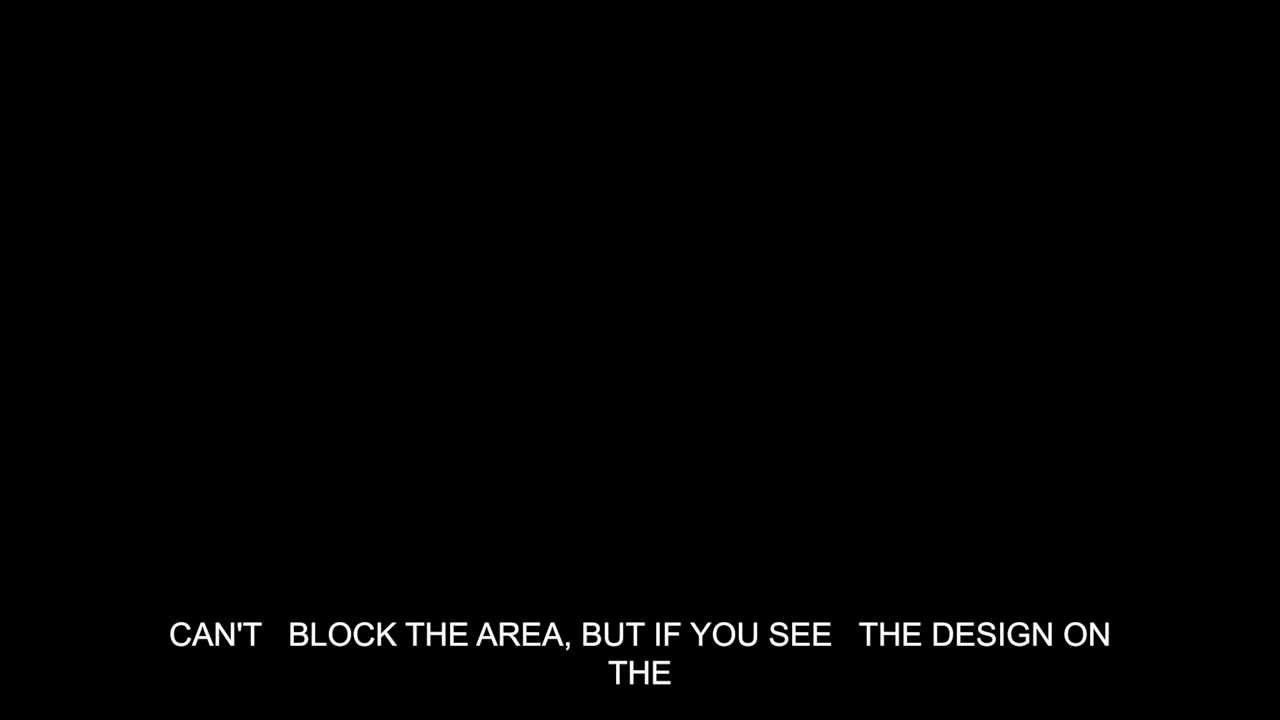 CAN'T   BLOCK THE AREA, BUT IF YOU SEE   THE DESIGN ON
THE